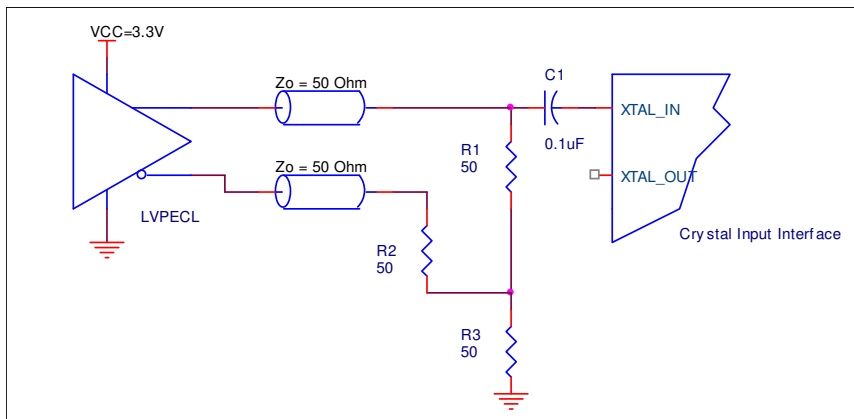 VCC=3.3V
Zo = 50 Ohm
C1
0.1uF
XTAL_IN
R1
50
Zo = 50 Ohm
XTAL_OUT
LVPECL
R2
50
Crystal Input Interface
R3
50